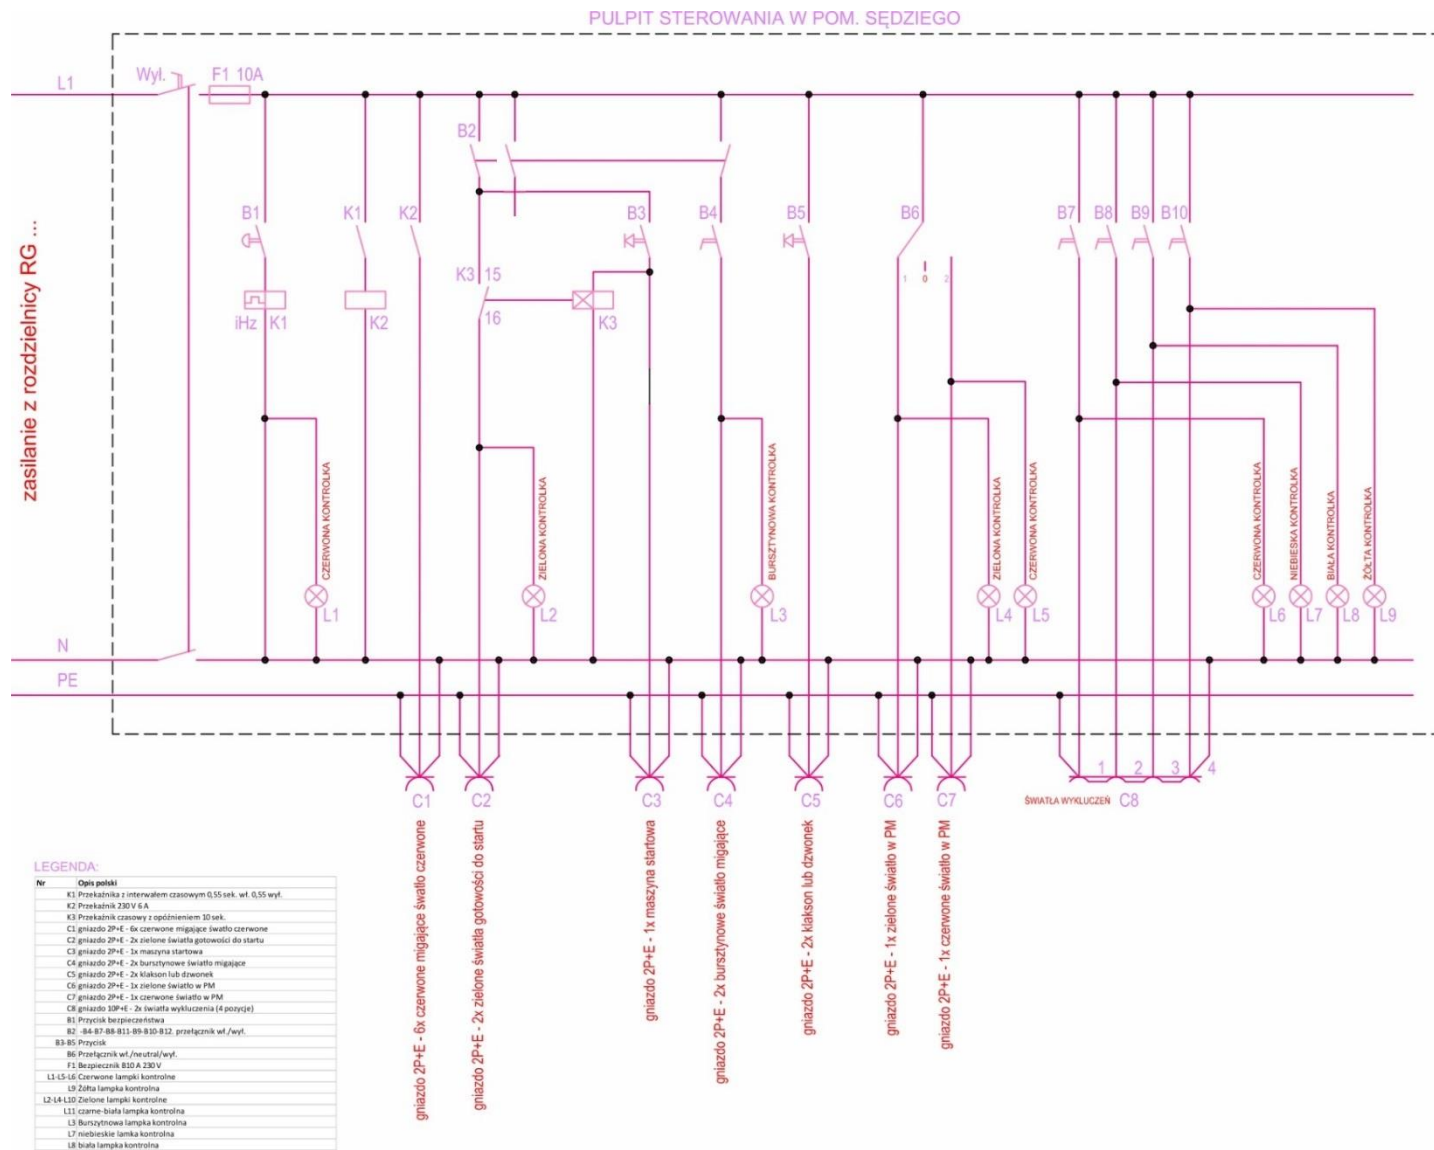 PULPIT STEROWANIA W POM. SĘDZIEGO
L1
Wył.
F1 10A
zasilanie z rozdzielnicy RG ...
B2
B1
K1
K2
B3
B4
B5
B6
B7
B8
B9
B10
K3
15
16
1
0
2
iHz
K1
K2
K3
CZERWONA KONTROLKA
ZIELONA KONTROLKA
BURSZTYNOWA KONTROLKA
ZIELONA KONTROLKA
CZERWONA KONTROLKA
CZERWONA KONTROLKA
NIEBIESKA KONTROLKA
BIAŁA KONTROLKA
ŻÓŁTA KONTROLKA
L1
L2
L3
L4
L5
L6
L7
L8
L9
N
PE
1
2
3
4
C1
C2
C3
C4
C5
C6
C7
ŚWIATŁA WYKLUCZEŃ
C8
gniazdo 2P+E - 6x czerwone migające śwatło czerwone
gniazdo 2P+E - 2x zielone światła gotowości do startu
gniazdo 2P+E - 1x maszyna startowa
gniazdo 2P+E - 2x bursztynowe światło migające
gniazdo 2P+E - 2x klakson lub dzwonek
gniazdo 2P+E - 1x zielone światło w PM
gniazdo 2P+E - 1x czerwone światło w PM
LEGENDA:
Nr Opis polski
K1 Przekaźnika z interwałem czasowym 0,55 sek. wł. 0,55 wył.
K2 Przekaźnik 230 V 6 A
K3 Przekaźnik czasowy z opóźnieniem 10 sek.
C1 gniazdo 2P+E - 6x czerwone migające śwatło czerwone
C2 gniazdo 2P+E - 2x zielone światła gotowości do startu
C3 gniazdo 2P+E - 1x maszyna startowa
C4 gniazdo 2P+E - 2x bursztynowe światło migające
C5 gniazdo 2P+E - 2x klakson lub dzwonek
C6 gniazdo 2P+E - 1x zielone światło w PM
C7 gniazdo 2P+E - 1x czerwone światło w PM
C8 gniazdo 10P+E - 2x światła wykluczenia (4 pozycje)
B1 Przycisk bezpieczeństwa
B2 -B4-B7-B8-B11-B9-B10-B12. przełącznik wł./wył.
B3-B5 Przycisk
B6 Przełącznik wł./neutral/wył.
F1 Bezpiecznik B10 A 230 V
L1-L5-L6 Czerwone lampki kontrolne
L9 Żółta lampka kontrolna
L2-L4-L10 Zielone lampki kontrolne
L11 czarne-biała lampka kontrolna
L3 Burszytnowa lampka kontrolna
L7 niebieskie lamka kontrolna
L8 biała lampka kontrolna